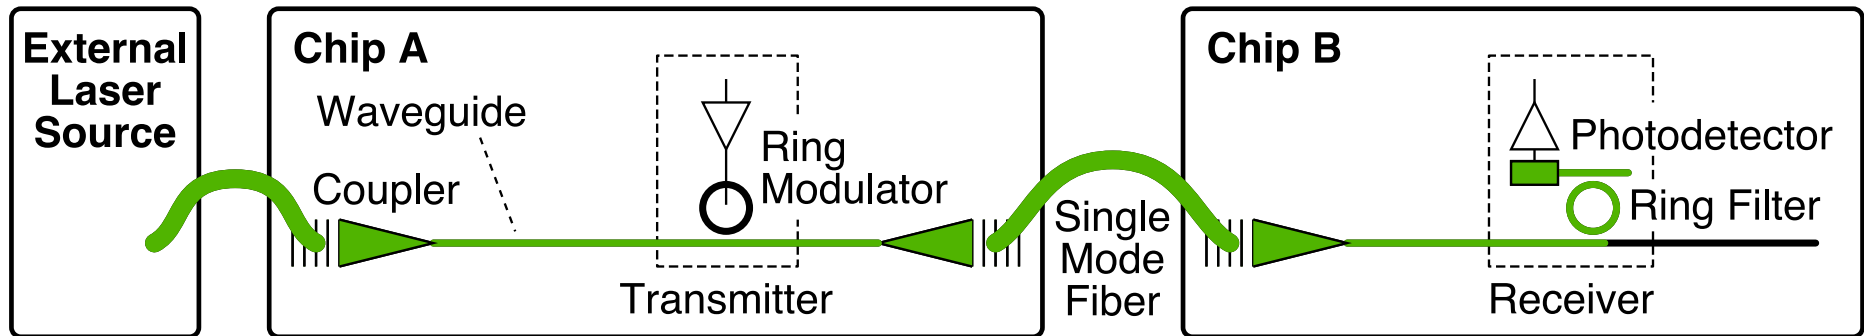 External
Laser
Source
Chip A
Waveguide
Coupler
Ring
Modulator
Transmitter
Single
Mode
Fiber
Chip B
Photodetector
Ring Filter
Receiver